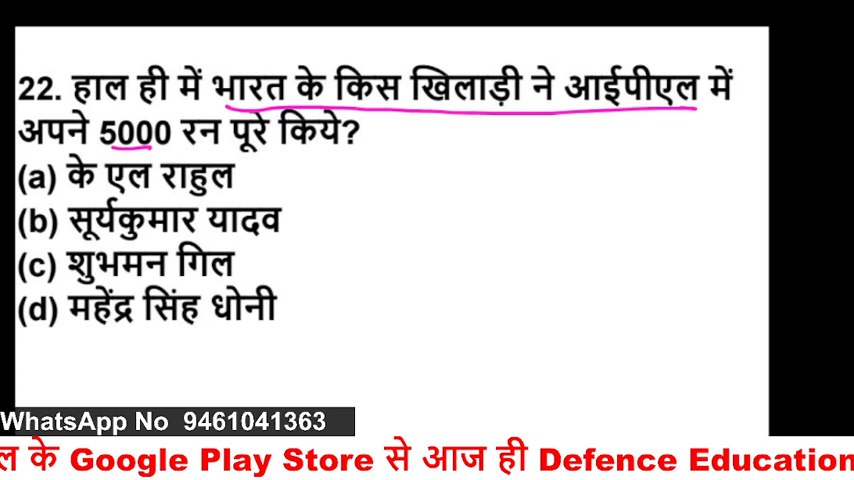 22. हाल ही में भारत के किस खिलाड़ी ने आईपीएल में
अपने 5000 रन पूरे किये?
(a) के एल राहुल
(b) सूर्यकुमार यादव
(c) शुभमन गिल
(d) महेंद्र सिंह धोनी
WhatsApp No 9461041363
के Google Play Store से आज ही Defence Education